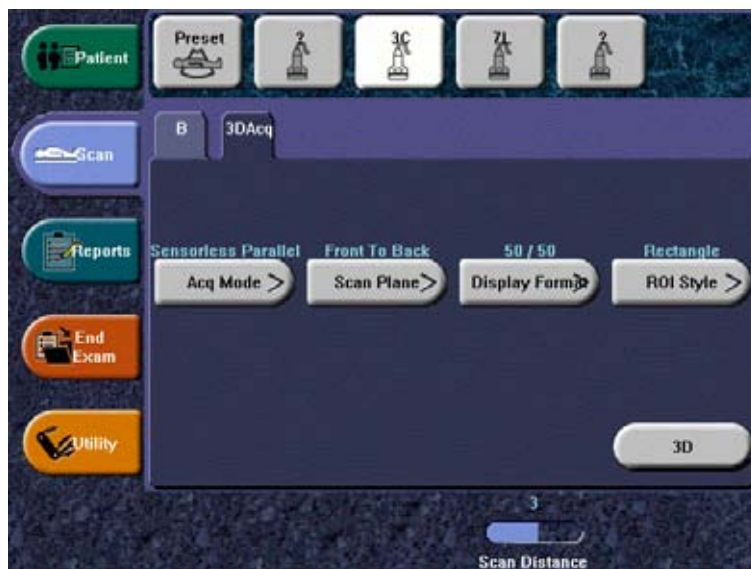 Patient
Preset
?
3C
7L
?
Scan
B
3DAcq
Reports
Sensorless Parallel
Front To Back
50 / 50
Rectangle
Acq Mode >
Scan Plane >
Display Format >
ROI Style >
End
Exam
Utility
3D
3
Scan Distance